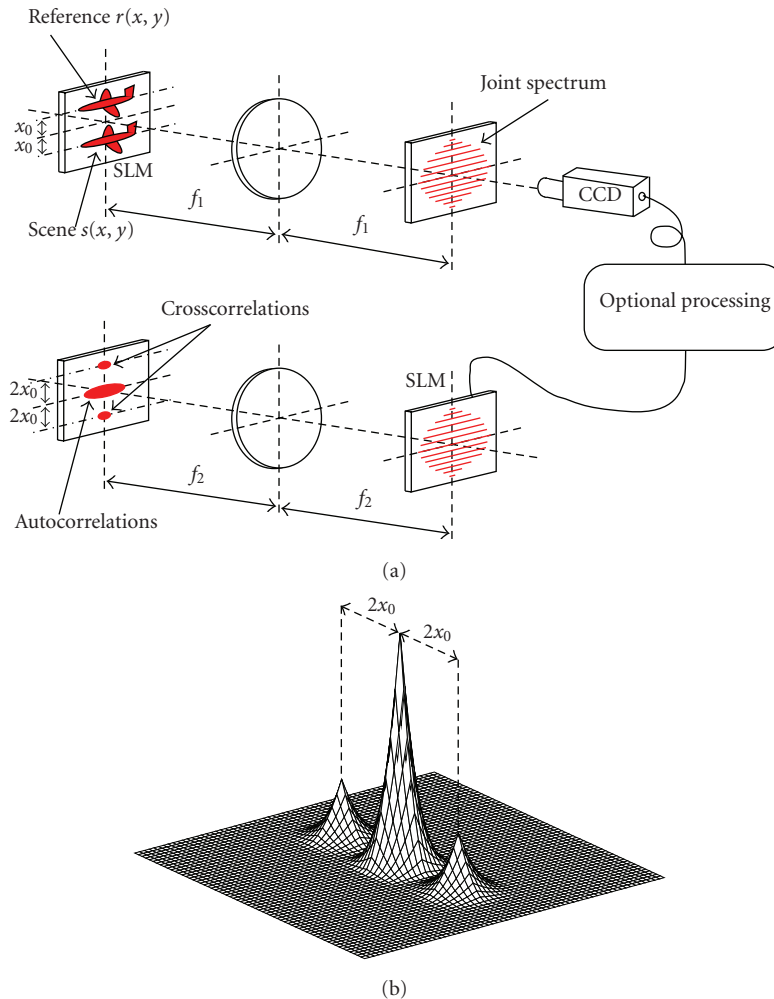 Reference r(x, y)
Joint spectrum
x0
x0
SLM
CCD
f1
f1
Scene s(x, y)
Optional processing
Crosscorrelations
SLM
2x0
2x0
f2
f2
Autocorrelations
(a)
2x0
2x0
(b)